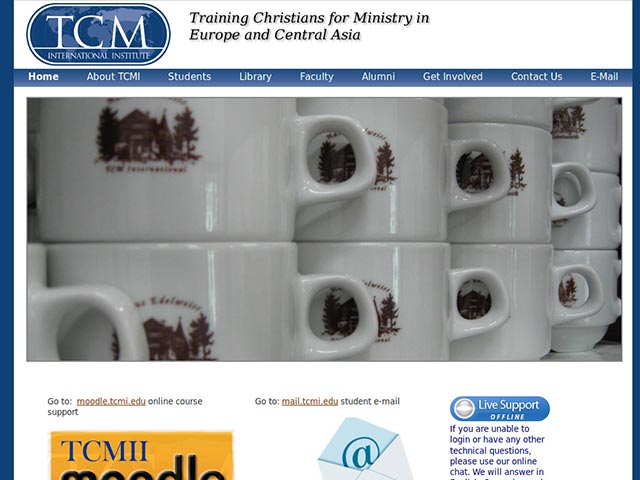 TCM
INTERNATIONAL INSTITUTE
Training Christians for Ministry in
Europe and Central Asia
Home About TCMI Students Library Faculty Alumni Get Involved Contact Us E-Mail
TCM International
Edelweiss
Go to: moodle.tcmi.edu online course
support
Go to: mail.tcmi.edu student e-mail
Live Support
OFFLINE
If you are unable to
login or have any other
technical questions,
please use our online
chat. We will answer in
TCMII
moodle
@